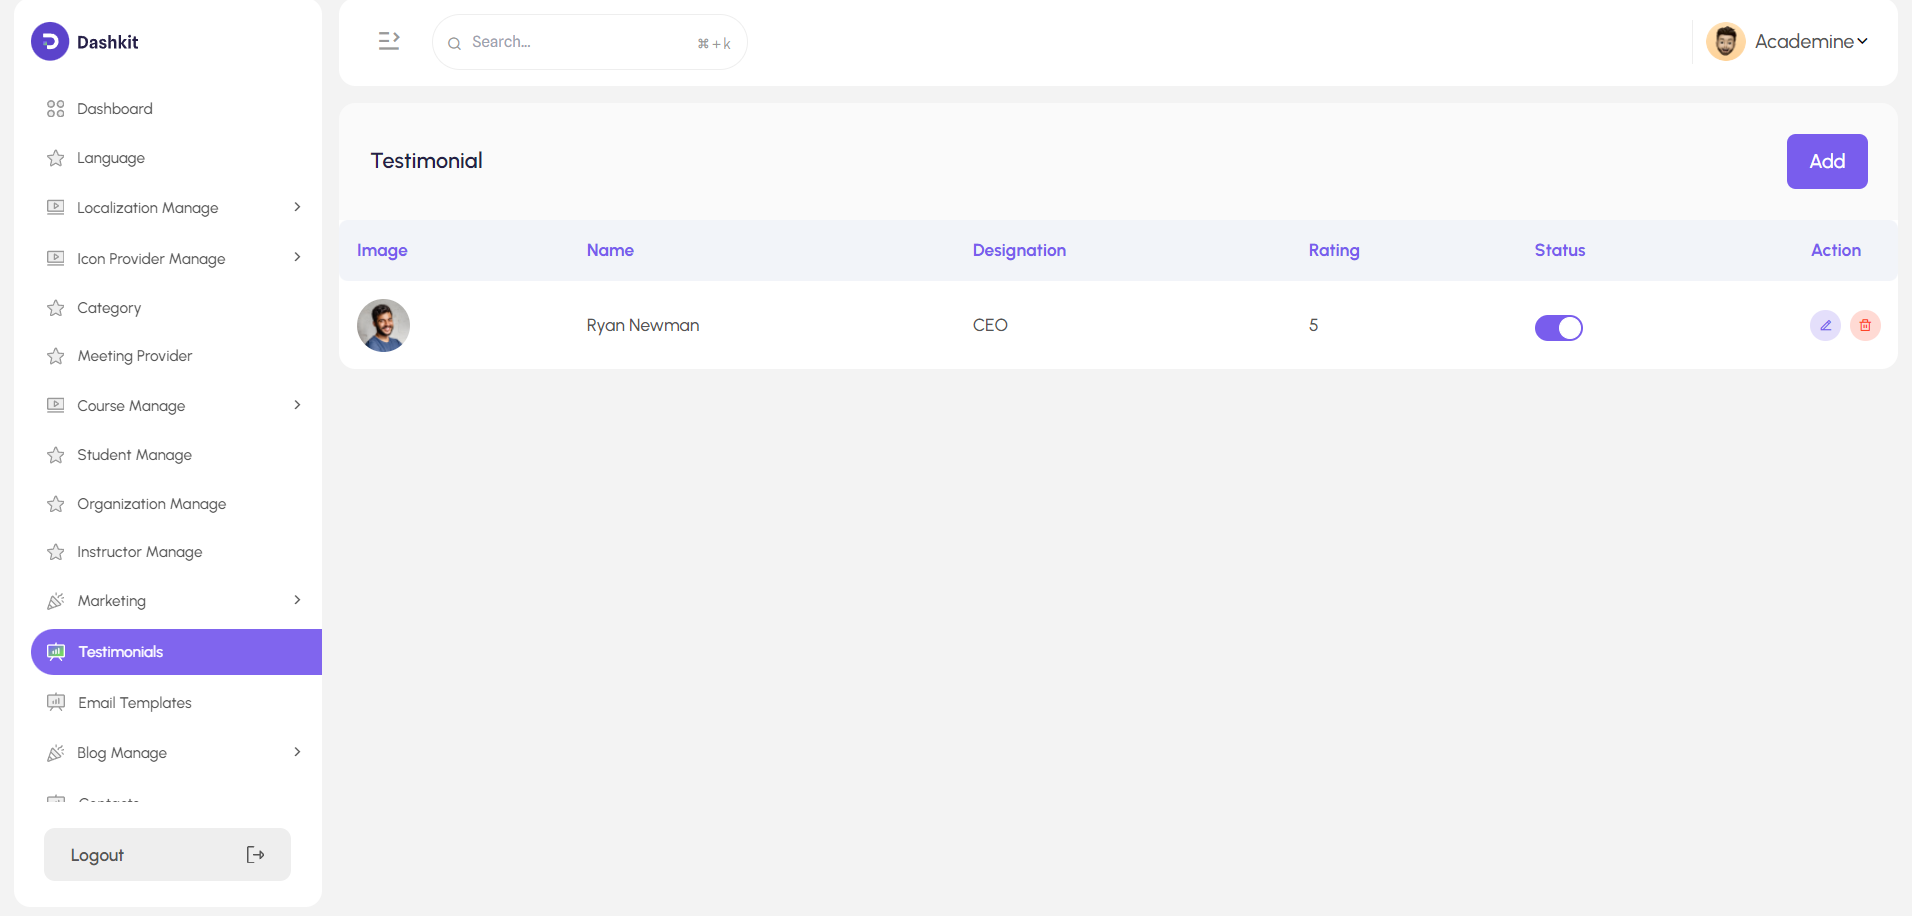 Dashkit
Search...
⌘+k
Academine
Dashboard
Language
Localization Manage
Icon Provider Manage
Category
Meeting Provider
Course Manage
Student Manage
Organization Manage
Instructor Manage
Marketing
Testimonials
Email Templates
Blog Manage
Contacts
Logout
Testimonial
Add
Image Name Designation Rating Status Action
Ryan Newman CEO 5